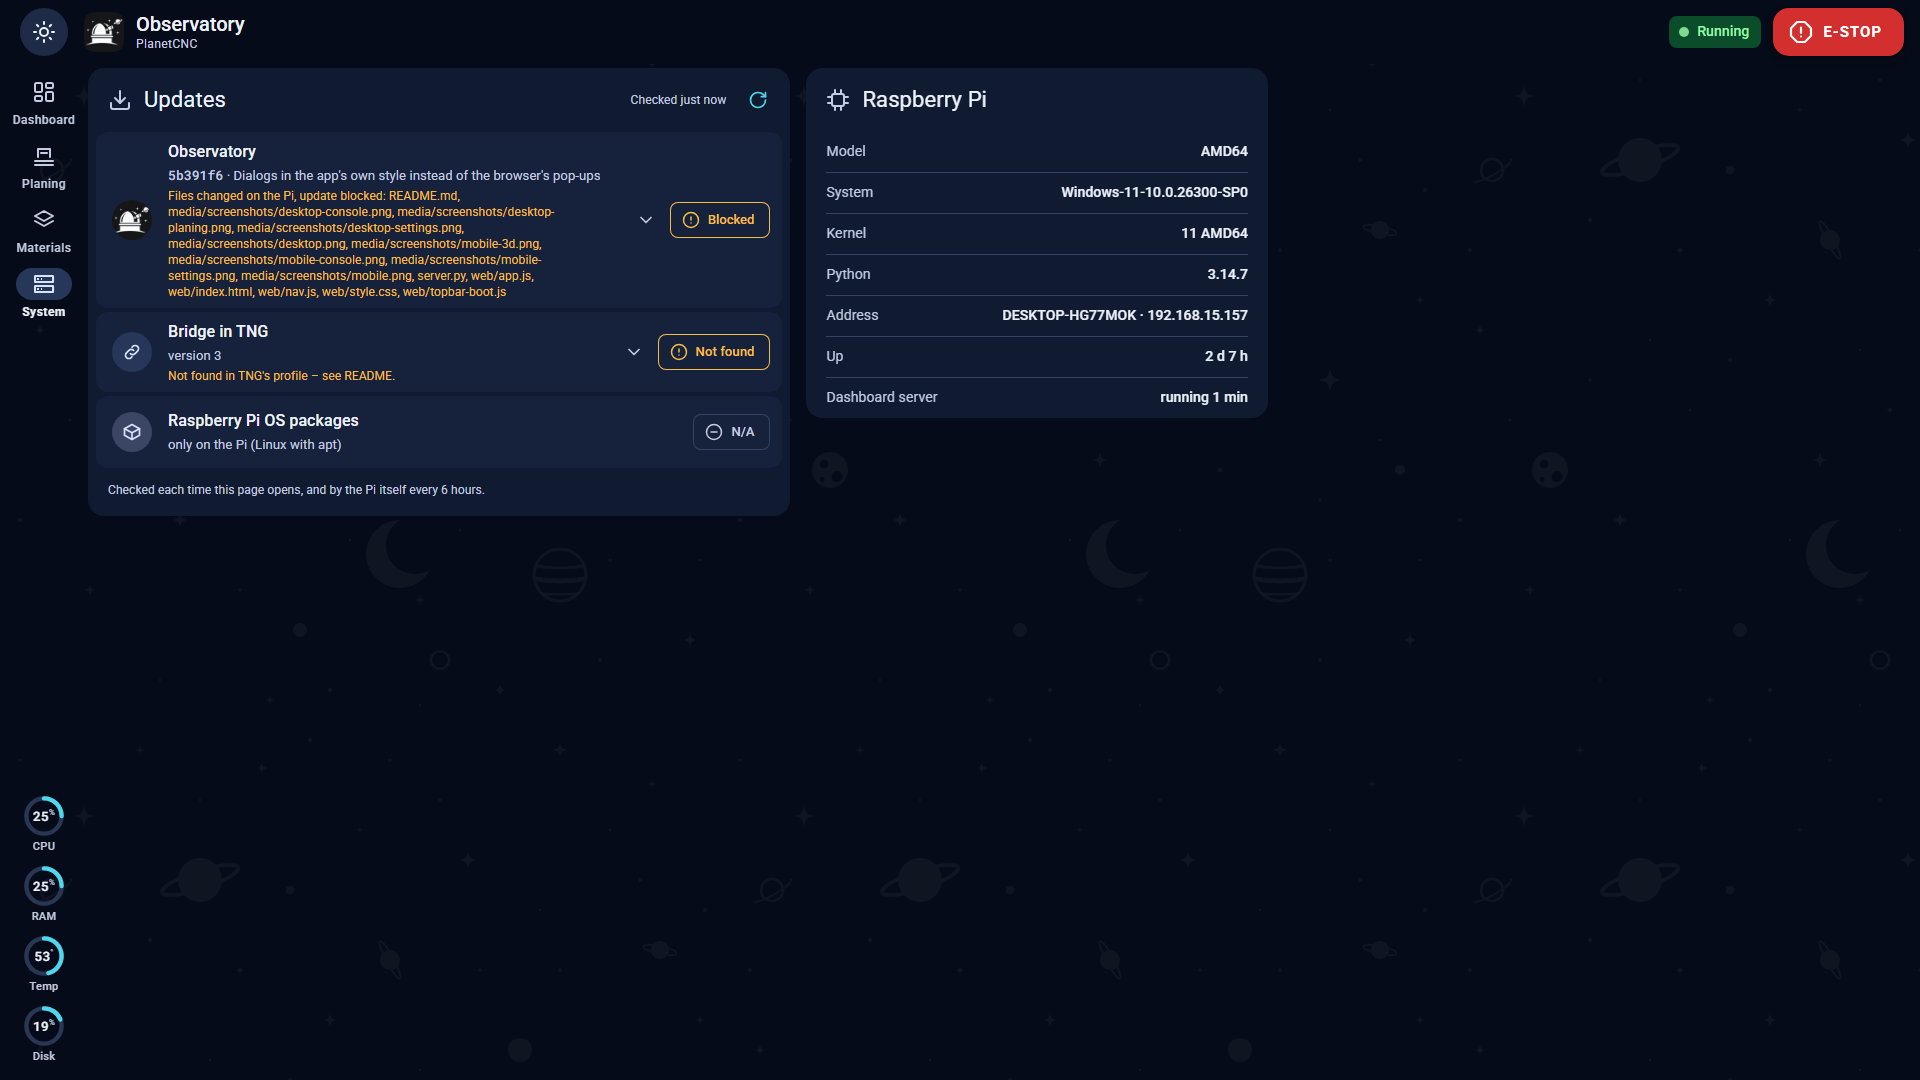 Observatory
PlanetCNC
Running
E-STOP
Dashboard
Planing
Materials
System
Updates
Checked just now
Observatory
5b391f6 · Dialogs in the app's own style instead of the browser's pop-ups
Files changed on the Pi, update blocked: README.md,
media/screenshots/desktop-console.png, media/screenshots/desktop-
planing.png, media/screenshots/desktop-settings.png,
media/screenshots/desktop.png, media/screenshots/mobile-3d.png,
media/screenshots/mobile-console.png, media/screenshots/mobile-
settings.png, media/screenshots/mobile.png, server.py, web/app.js,
web/index.html, web/nav.js, web/style.css, web/topbar-boot.js
Blocked
Bridge in TNG
version 3
Not found in TNG's profile – see README.
Not found
Raspberry Pi OS packages
only on the Pi (Linux with apt)
N/A
Checked each time this page opens, and by the Pi itself every 6 hours.
Raspberry Pi
Model AMD64
System Windows-11-10.0.26300-SP0
Kernel 11 AMD64
Python 3.14.7
Address DESKTOP-HG77MOK · 192.168.15.157
Up 2 d 7 h
Dashboard server running 1 min
25%
CPU
25%
RAM
53°
Temp
19%
Disk